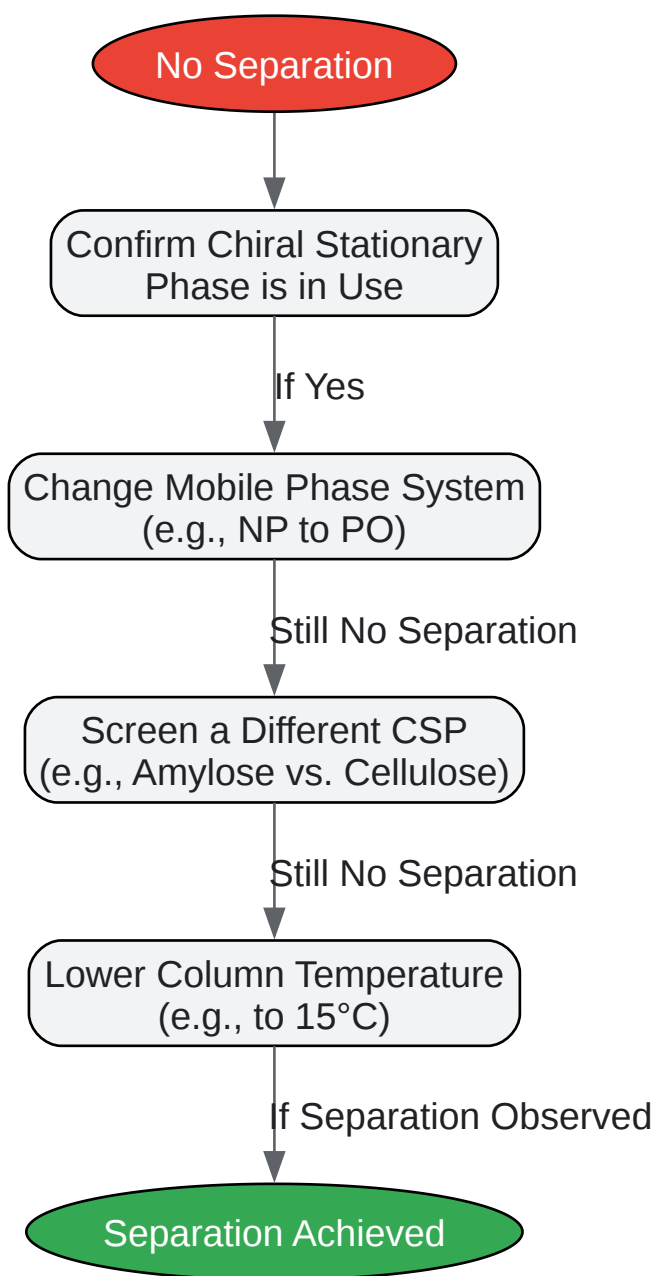 No Separation
Confirm Chiral Stationary
Phase is in Use
If Yes
Change Mobile Phase System
(e.g., NP to PO)
Still No Separation
Screen a Different CSP
(e.g., Amylose vs. Cellulose)
Still No Separation
Lower Column Temperature
(e.g., to 15°C)
If Separation Observed
Separation Achieved